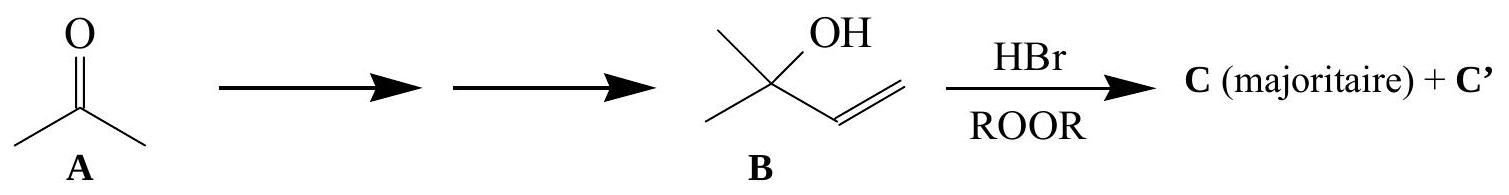 O
A
OH
B
HBr
ROOR
C (majoritaire) + C’